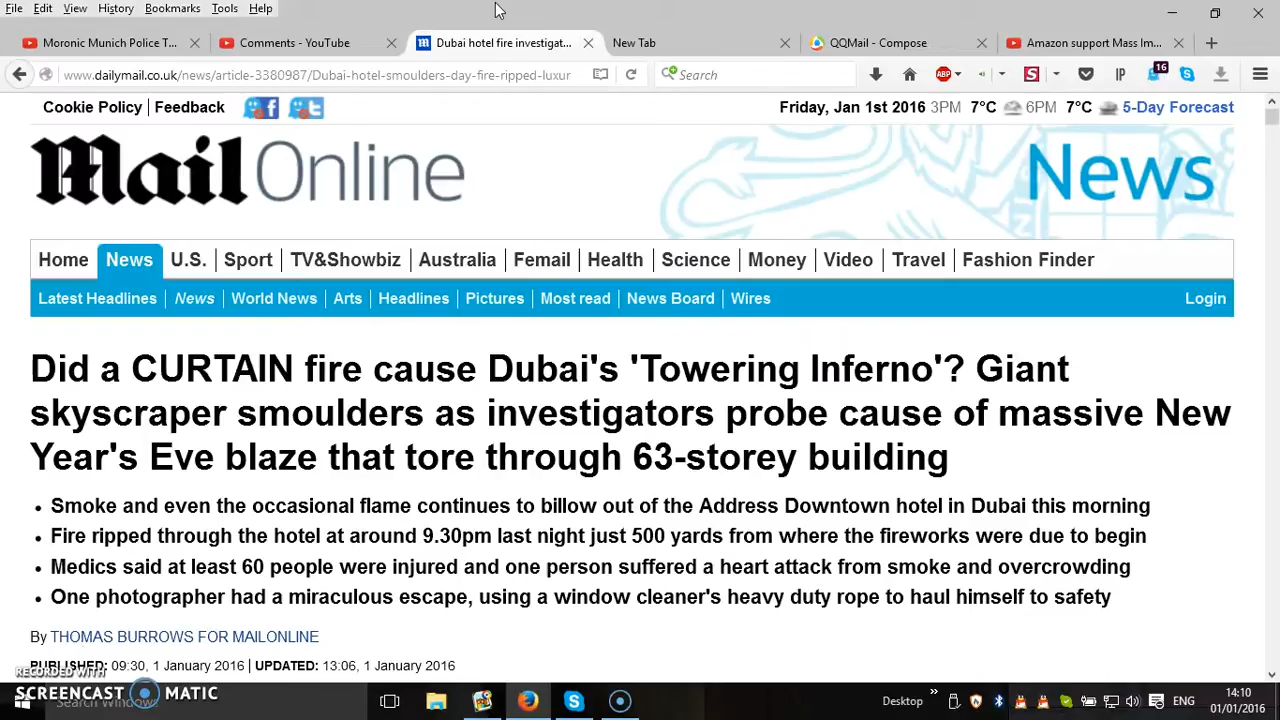 File Edit View History Bookmarks Tools Help
Moronic Munich Police T... Comments - YouTube Dubai hotel fire investigat... New Tab QQMail - Compose Amazon support Mass Im...
www.dailymail.co.uk/news/article-3380987/Dubai-hotel-smoulders-day-fire-ripped-luxur Search ABP S IP 16
Cookie Policy Feedback Friday, Jan 1st 2016 3PM 7°C 6PM 7°C 5-Day Forecast
Mail Online News
Home News U.S. Sport TV&Showbiz Australia Femail Health Science Money Video Travel Fashion Finder
Latest Headlines News World News Arts Headlines Pictures Most read News Board Wires Login
Did a CURTAIN fire cause Dubai's 'Towering Inferno'? Giant
skyscraper smoulders as investigators probe cause of massive New
Year's Eve blaze that tore through 63-storey building
• Smoke and even the occasional flame continues to billow out of the Address Downtown hotel in Dubai this morning
• Fire ripped through the hotel at around 9.30pm last night just 500 yards from where the fireworks were due to begin
• Medics said at least 60 people were injured and one person suffered a heart attack from smoke and overcrowding
• One photographer had a miraculous escape, using a window cleaner's heavy duty rope to haul himself to safety
By THOMAS BURROWS FOR MAILONLINE
PUBLISHED: 09:30, 1 January 2016 | UPDATED: 13:06, 1 January 2016
RECORDED WITH
SCREENCAST MATIC
Search Windows Desktop ENG 14:10
01/01/2016